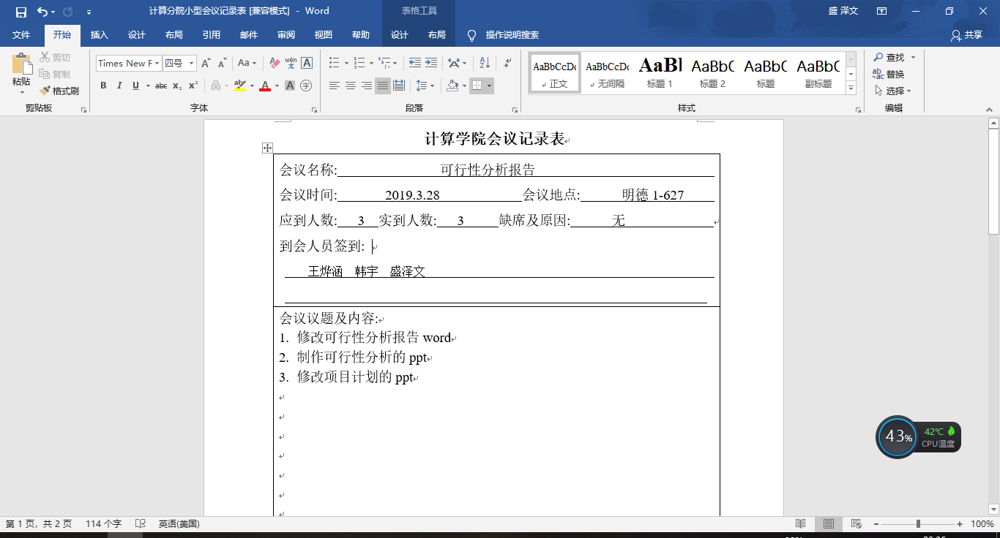 计算分院小型会议记录表 [兼容模式] - Word
表格工具
盛 泽文
文件 开始 插入 设计 布局 引用 邮件 审阅 视图 帮助 设计 布局 操作说明搜索 共享
剪切
复制
格式刷
粘贴
剪贴板
Times New F 四号
字体
段落
AaBbCcDc AaBbCcDc AaBl AaBbC AaBbC AaBbC
正文 无间隔 标题 1 标题 2 标题 副标题
样式
查找
替换
选择
编辑
计算学院会议记录表
会议名称: 可行性分析报告
会议时间: 2019.3.28 会议地点: 明德 1-627
应到人数: 3 实到人数: 3 缺席及原因: 无
到会人员签到:
王烨涵 韩宇 盛泽文
会议议题及内容:
1. 修改可行性分析报告 word
2. 制作可行性分析的 ppt
3. 修改项目计划的 ppt
43% 42℃
CPU温度
第 1 页，共 2 页 114 个字 英语(美国) 100%